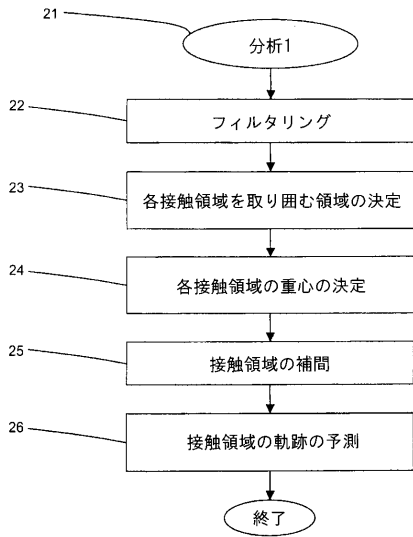 21
分析1
22
フィルタリング
23
各接触領域を取り囲む領域の決定
24
各接触領域の重心の決定
25
接触領域の補間
26
接触領域の軌跡の予測
終了